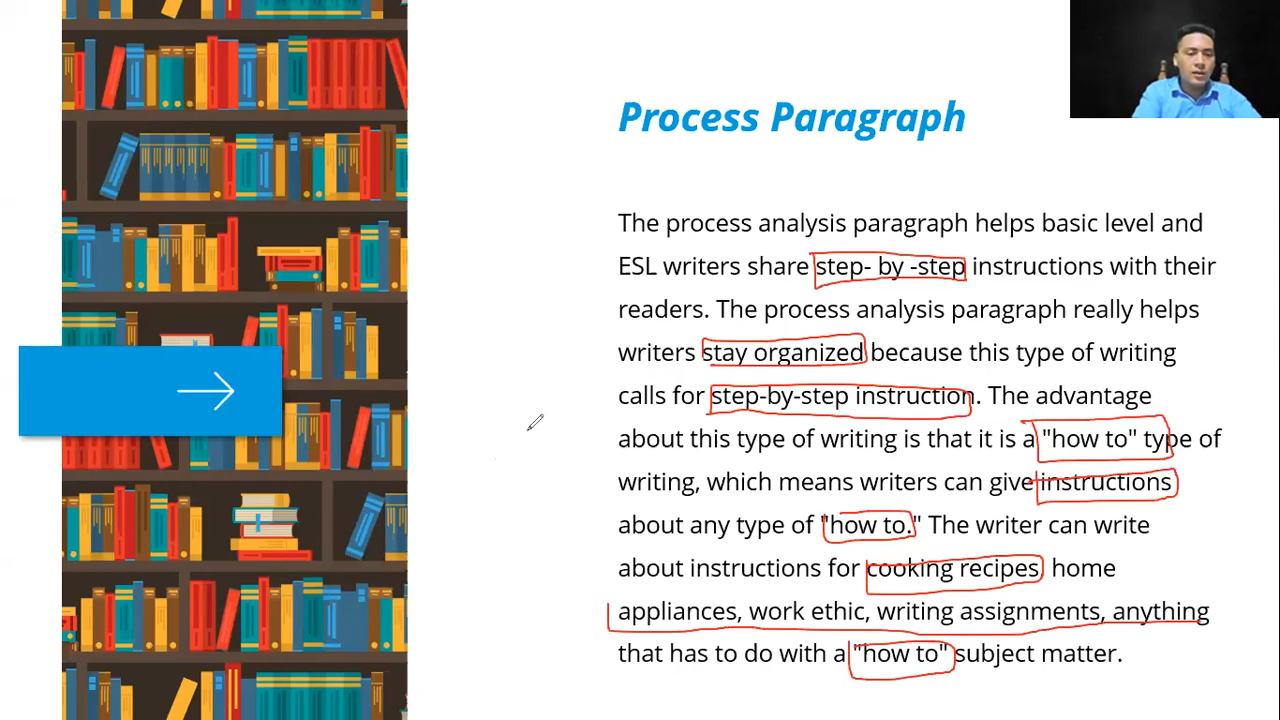 Process Paragraph
The process analysis paragraph helps basic level and
ESL writers share step- by -step instructions with their
readers. The process analysis paragraph really helps
writers stay organized because this type of writing
calls for step-by-step instruction. The advantage
about this type of writing is that it is a "how to" type of
writing, which means writers can give instructions
about any type of "how to." The writer can write
about instructions for cooking recipes, home
appliances, work ethic, writing assignments, anything
that has to do with a "how to" subject matter.